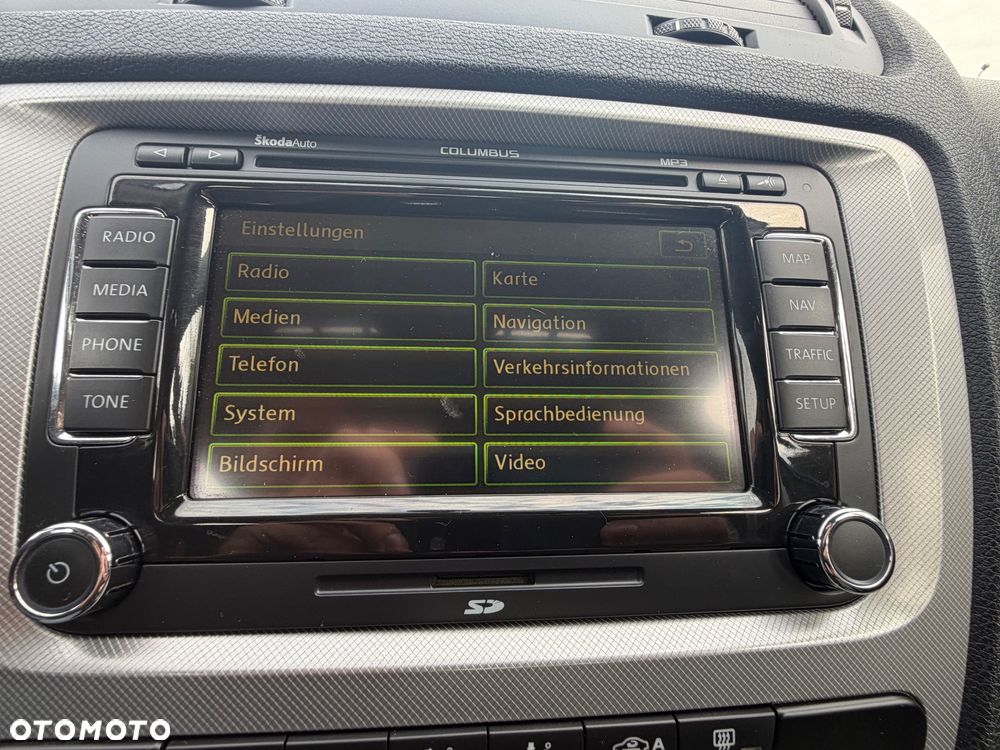 ŠkodaAuto COLUMBUS MP3
RADIO
MEDIA
PHONE
TONE
Einstellungen
Radio
Karte
Medien
Navigation
Telefon
Verkehrsinformationen
System
Sprachbedienung
Bildschirm
Video
MAP
NAV
TRAFFIC
SETUP
SD
A
OTOMOTO